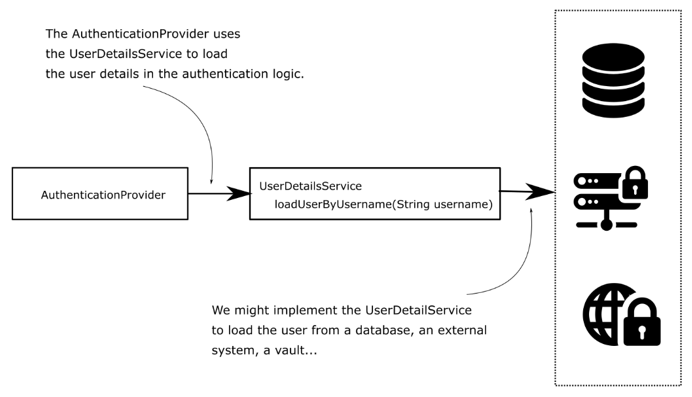 The AuthenticationProvider uses
the UserDetailsService to load
the user details in the authentication logic.
AuthenticationProvider
UserDetailsService
loadUserByUsername(String username)
We might implement the UserDetailService
to load the user from a database, an external
system, a vault...